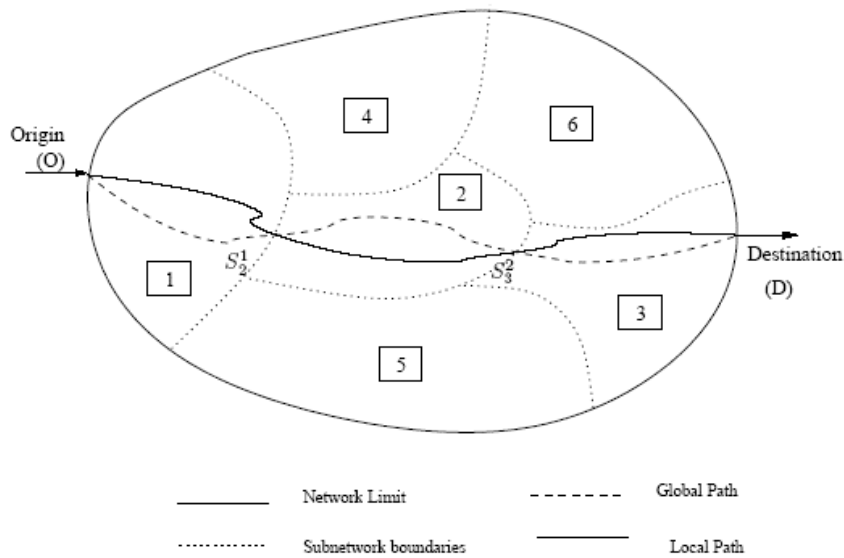 Origin
(O)
4
6
2
S_2^1
S_3^2
Destination
(D)
1
3
5
Network Limit
Global Path
Subnetwork boundaries
Local Path